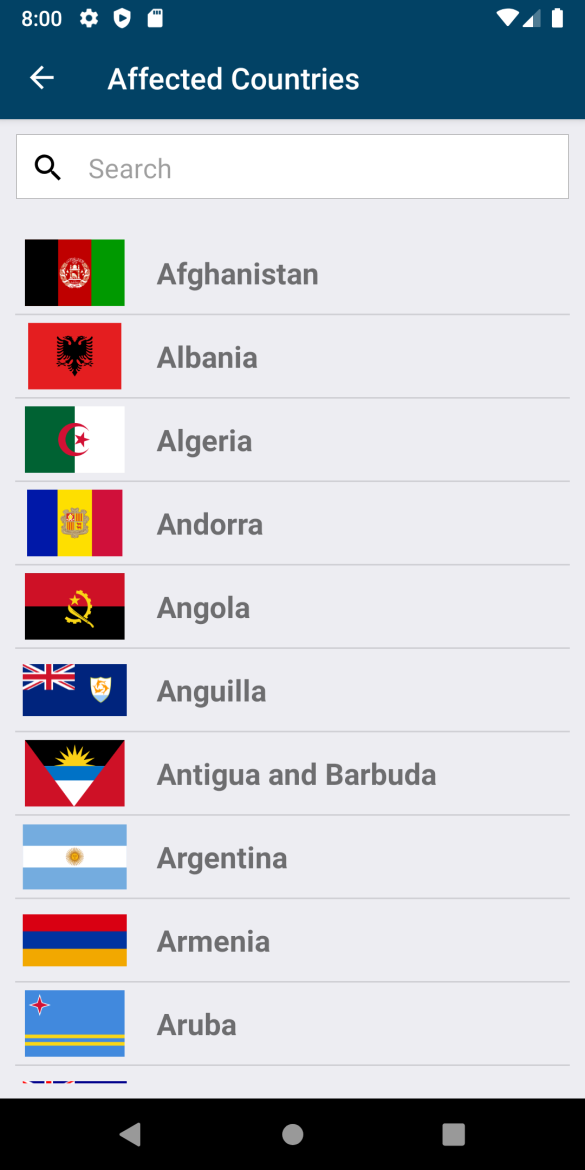 8:00
Affected Countries
Search
Afghanistan
Albania
Algeria
Andorra
Angola
Anguilla
Antigua and Barbuda
Argentina
Armenia
Aruba